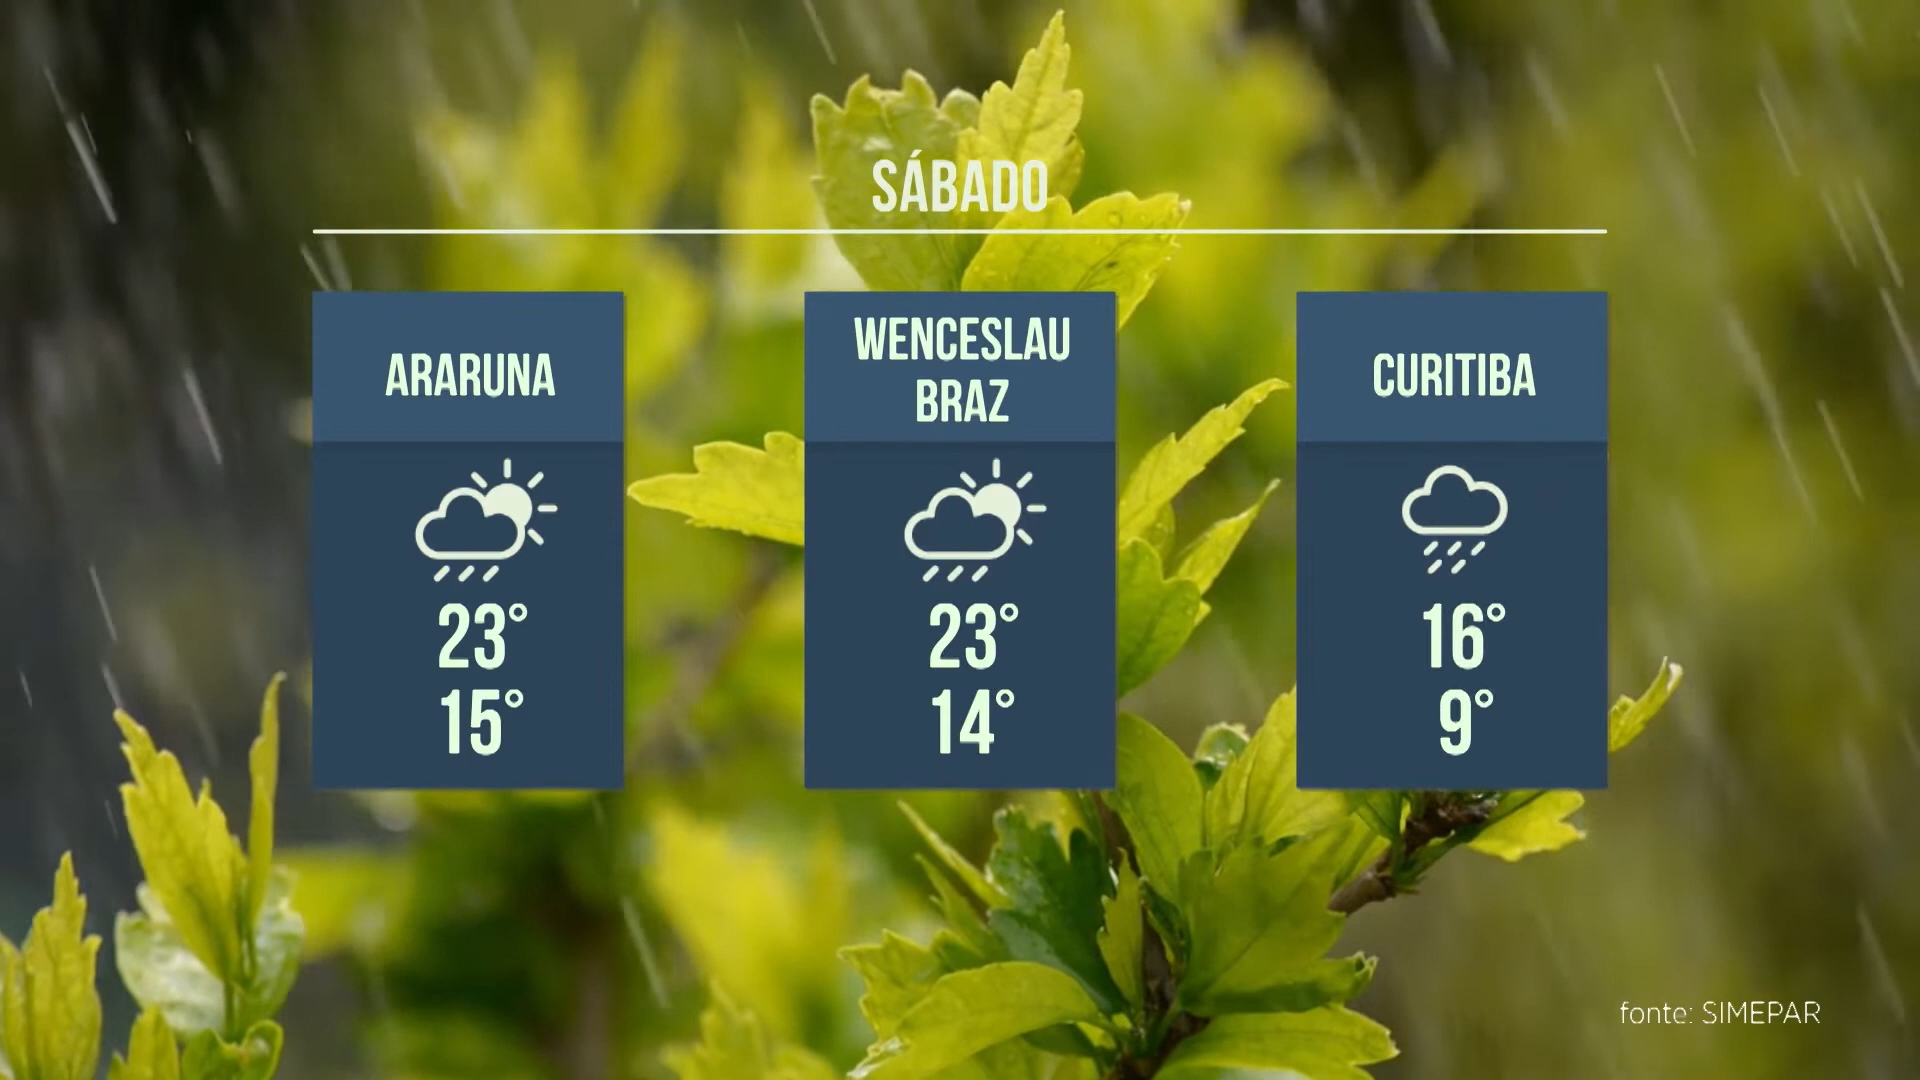 SÁBADO
ARARUNA
23°
15°
WENCESLAU
BRAZ
23°
14°
CURITIBA
16°
9°
fonte: SIMEPAR